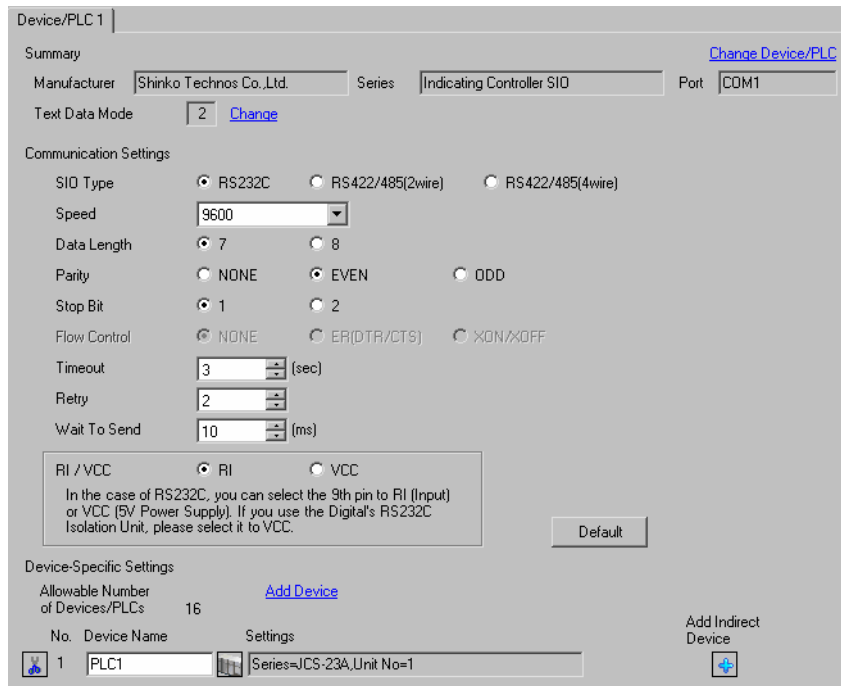 Device/PLC 1
Summary
Change Device/PLC
Manufacturer Shinko Technos Co.,Ltd. Series Indicating Controller SIO Port COM1
Text Data Mode 2 Change
Communication Settings
SIO Type RS232C RS422/485(2wire) RS422/485(4wire)
Speed 9600
Data Length 7 8
Parity NONE EVEN ODD
Stop Bit 1 2
Flow Control NONE ER(DTR/CTS) XON/XOFF
Timeout 3 (sec)
Retry 2
Wait To Send 10 (ms)
RI / VCC RI VCC
In the case of RS232C, you can select the 9th pin to RI (Input)
or VCC (5V Power Supply). If you use the Digital's RS232C
Isolation Unit, please select it to VCC.
Default
Device-Specific Settings
Allowable Number
of Devices/PLCs 16
Add Device
Add Indirect
Device
No. Device Name Settings
1 PLC1 Series=JCS-23A,Unit No=1